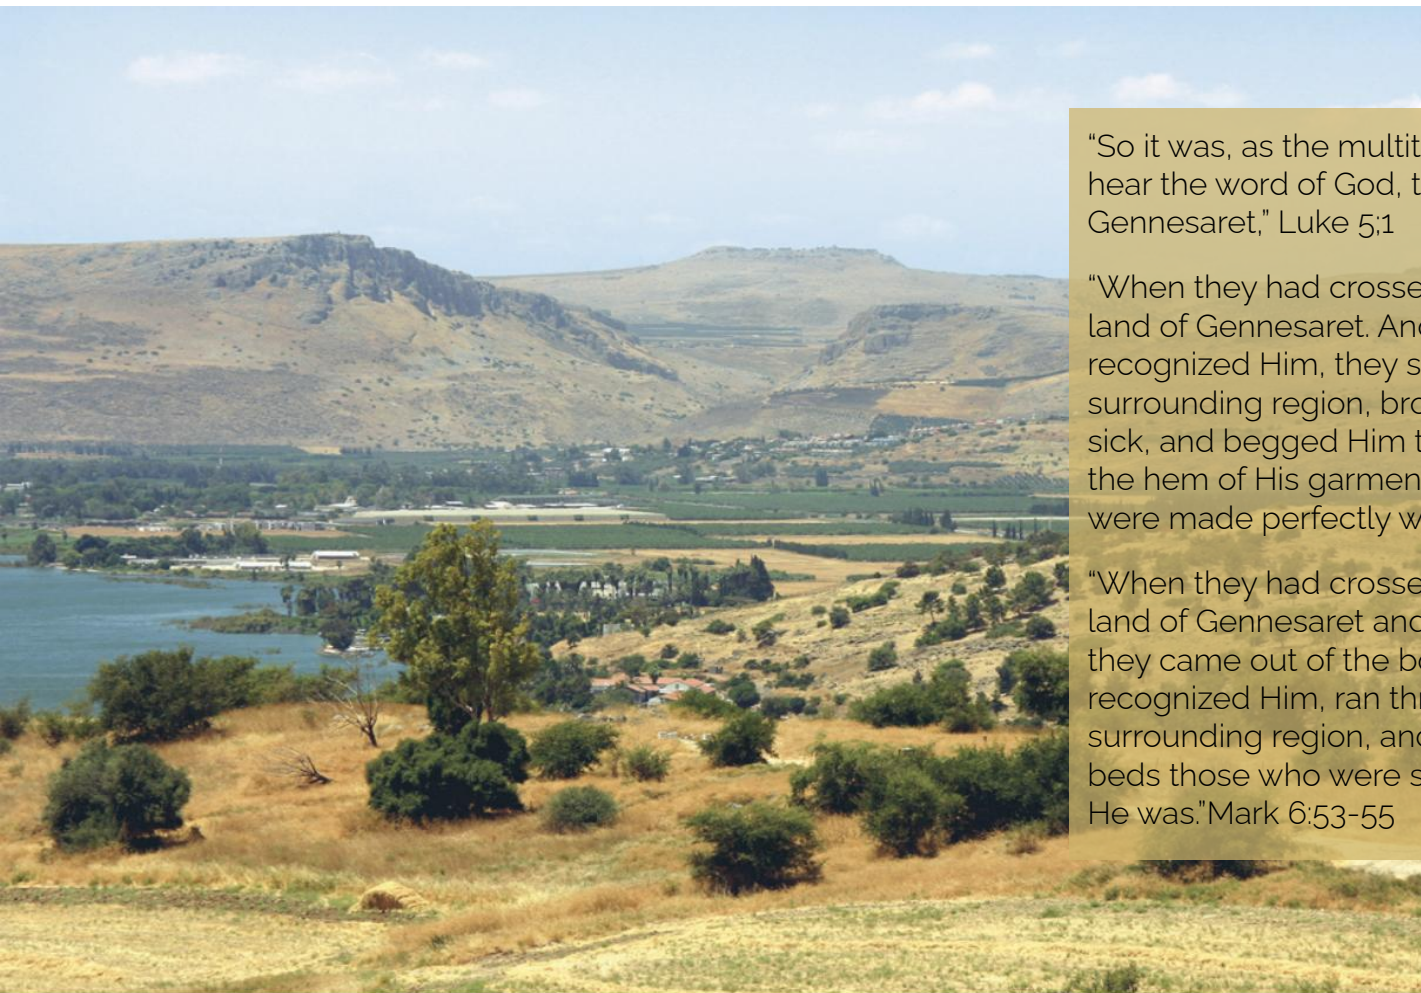 “So it was, as the multit
hear the word of God, t
Gennesaret,” Luke 5;1
“When they had crosse
land of Gennesaret. And
recognized Him, they s
surrounding region, bro
sick, and begged Him t
the hem of His garmen
were made perfectly w
“When they had crosse
land of Gennesaret and
they came out of the bo
recognized Him, ran thr
surrounding region, and
beds those who were s
He was.”Mark 6:53-55